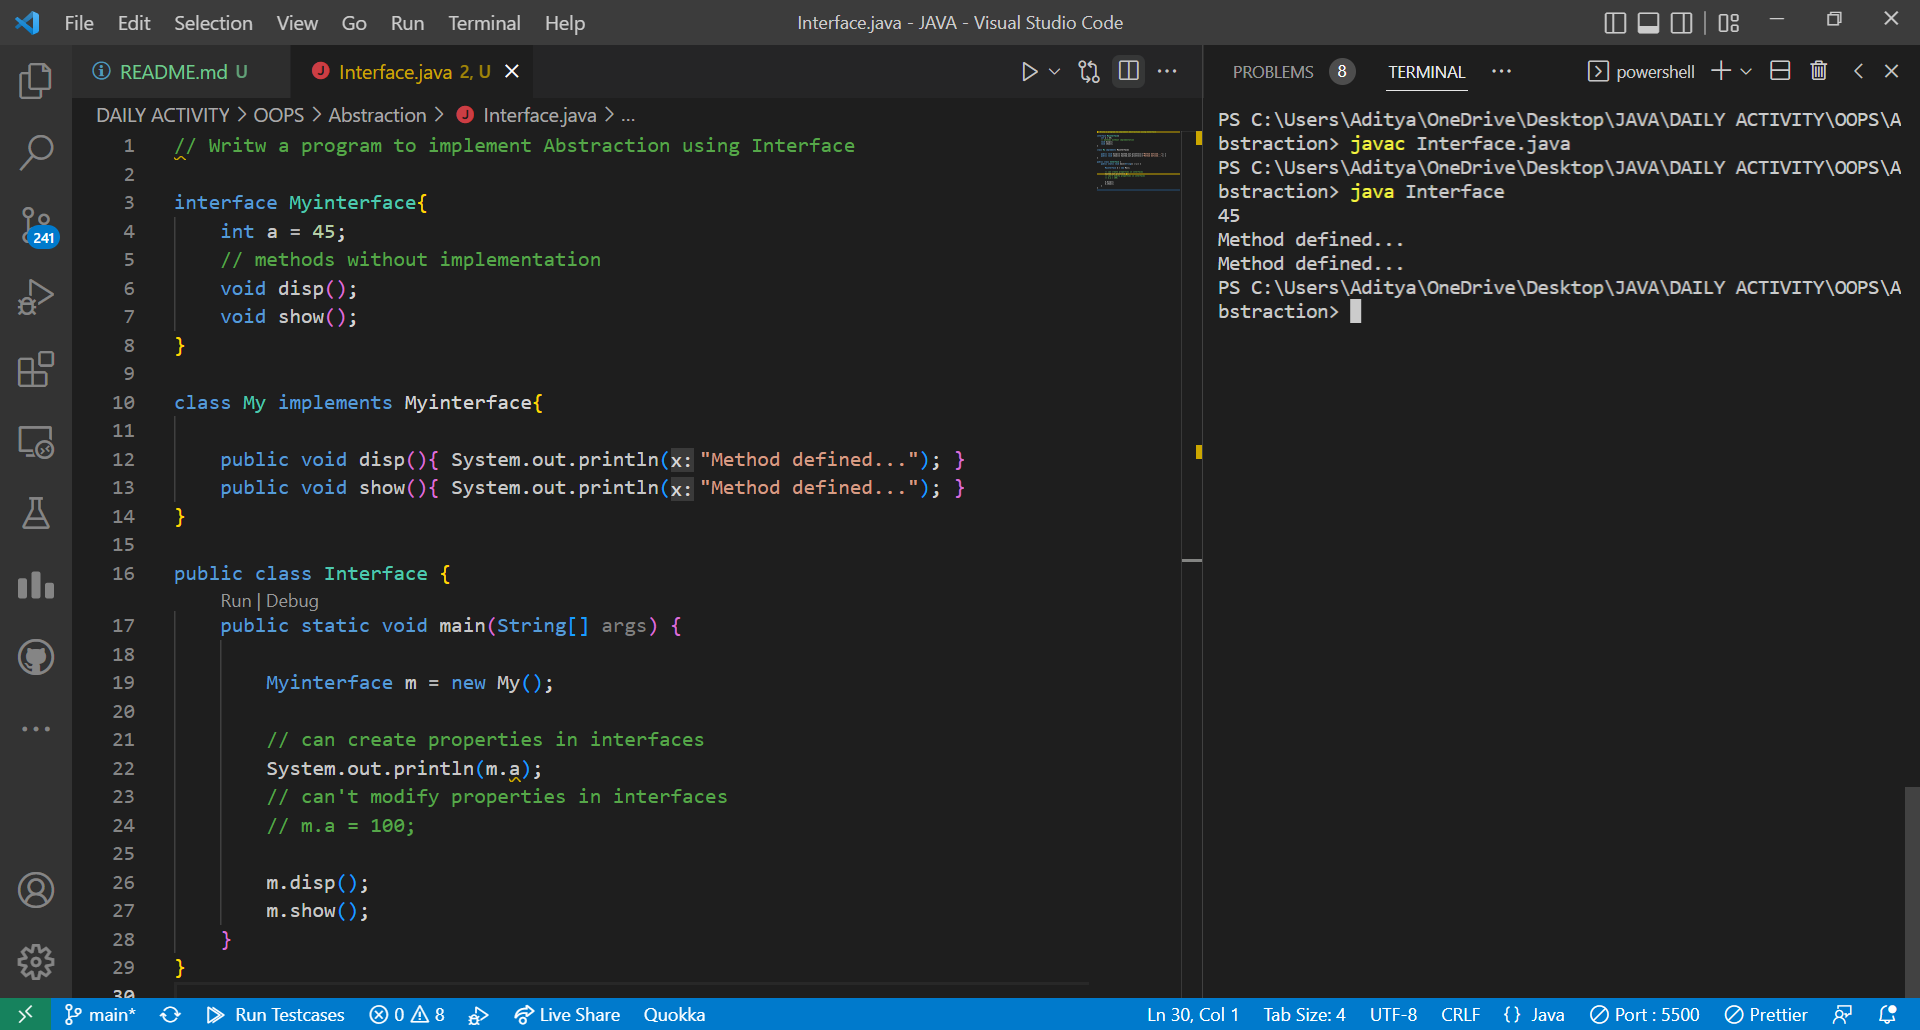 File Edit Selection View Go Run Terminal Help
Interface.java - JAVA - Visual Studio Code
README.md U
Interface.java 2, U
DAILY ACTIVITY > OOPS > Abstraction > Interface.java > ...
1 // Writw a program to implement Abstraction using Interface
2
3 interface Myinterface{
4 int a = 45;
5 // methods without implementation
6 void disp();
7 void show();
8 }
9
10 class My implements Myinterface{
11
12 public void disp(){ System.out.println(x: "Method defined..."); }
13 public void show(){ System.out.println(x: "Method defined..."); }
14 }
15
16 public class Interface {
Run | Debug
17 public static void main(String[] args) {
18
19 Myinterface m = new My();
20
21 // can create properties in interfaces
22 System.out.println(m.a);
23 // can't modify properties in interfaces
24 // m.a = 100;
25
26 m.disp();
27 m.show();
28 }
29 }
30
241
PROBLEMS 8 TERMINAL ... powershell
PS C:\Users\Aditya\OneDrive\Desktop\JAVA\DAILY ACTIVITY\OOPS\A
bstraction> javac Interface.java
PS C:\Users\Aditya\OneDrive\Desktop\JAVA\DAILY ACTIVITY\OOPS\A
bstraction> java Interface
45
Method defined...
Method defined...
PS C:\Users\Aditya\OneDrive\Desktop\JAVA\DAILY ACTIVITY\OOPS\A
bstraction>
main* Run Testcases 0 8 Live Share Quokka
Ln 30, Col 1 Tab Size: 4 UTF-8 CRLF {} Java Port : 5500 Prettier